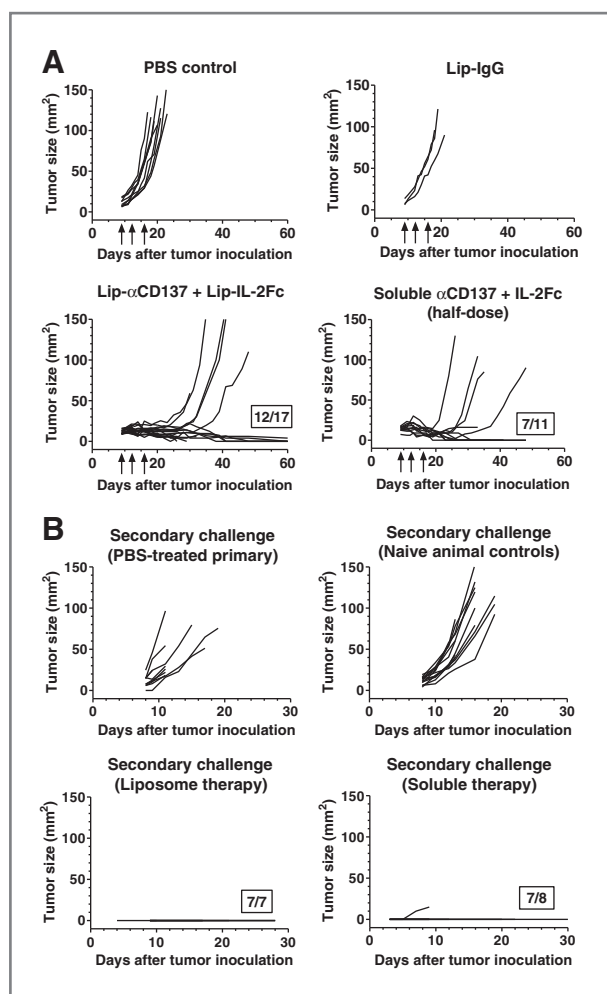 A
PBS control
Tumor size (mm²)
150
100
50
0
0 20 40 60
Days after tumor inoculation
Lip-IgG
Tumor size (mm²)
150
100
50
0
0 20 40 60
Days after tumor inoculation
Lip-αCD137 + Lip-IL-2Fc
Tumor size (mm²)
150
100
50
0
12/17
0 20 40 60
Days after tumor inoculation
Soluble αCD137 + IL-2Fc
(half-dose)
Tumor size (mm²)
150
100
50
0
7/11
0 20 40 60
Days after tumor inoculation
B
Secondary challenge
(PBS-treated primary)
Tumor size (mm²)
150
100
50
0
0 10 20 30
Days after tumor inoculation
Secondary challenge
(Naive animal controls)
Tumor size (mm²)
150
100
50
0
0 10 20 30
Days after tumor inoculation
Secondary challenge
(Liposome therapy)
Tumor size (mm²)
150
100
50
0
7/7
0 10 20 30
Days after tumor inoculation
Secondary challenge
(Soluble therapy)
Tumor size (mm²)
150
100
50
0
7/8
0 10 20 30
Days after tumor inoculation